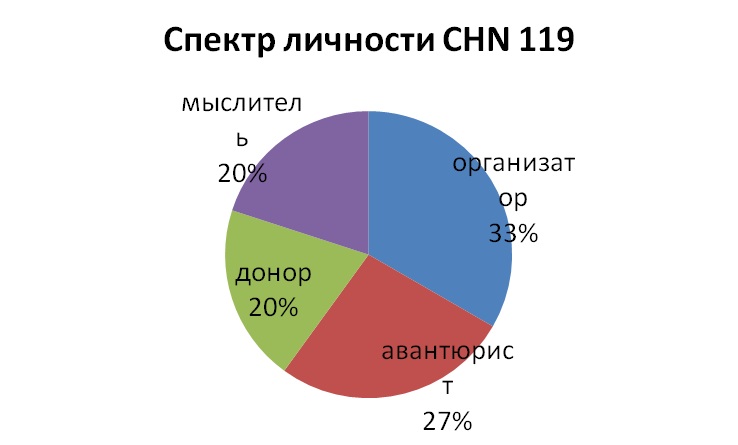 Спектр личности CHN 119
мыслител
ь
20%
организат
ор
33%
донор
20%
авантюрис
т
27%